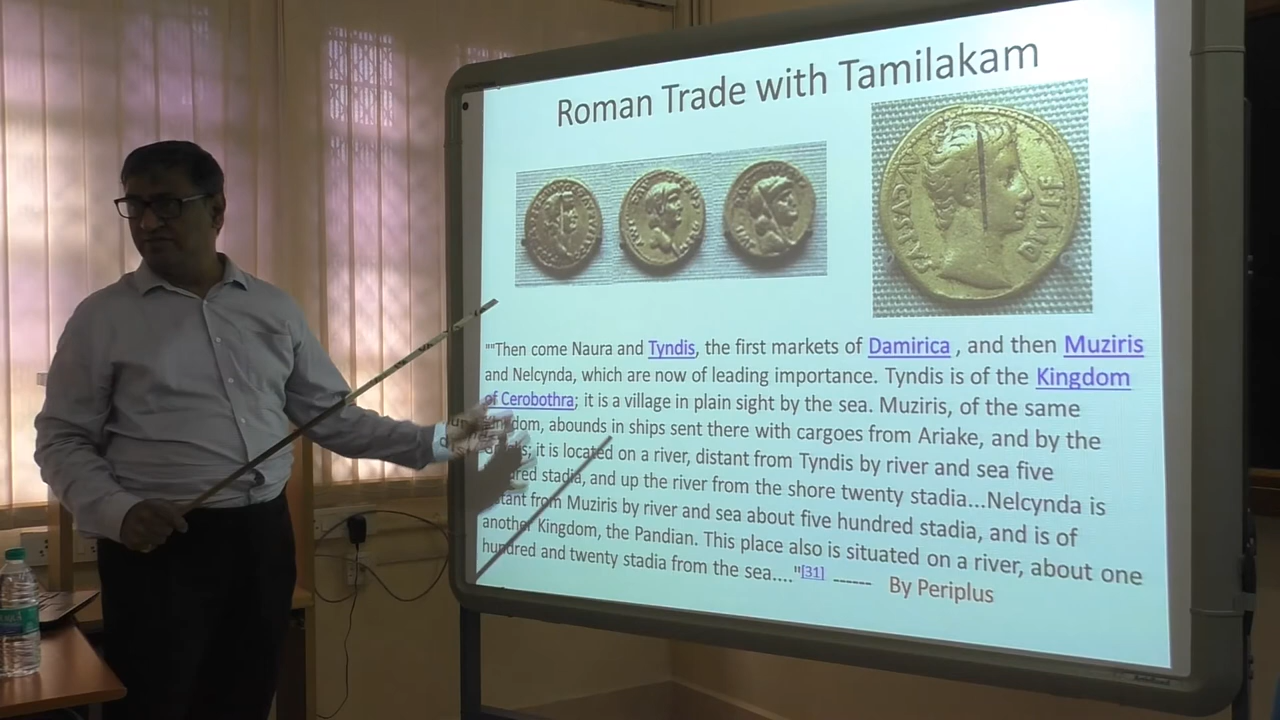 Roman Trade with Tamilakam
""Then come Naura and Tyndis, the first markets of Damirica , and then Muziris
and Nelcynda, which are now of leading importance. Tyndis is of the Kingdom
of Cerobothra; it is a village in plain sight by the sea. Muziris, of the same
abounds in ships sent there with cargoes from Ariake, and by the
it is located on a river, distant from Tyndis by river and sea five
stadia, and up the river from the shore twenty stadia...Nelcynda is
from Muziris by river and sea about five hundred stadia, and is of
another Kingdom, the Pandian. This place also is situated on a river, about one
hundred and twenty stadia from the sea...."[31] ------ By Periplus